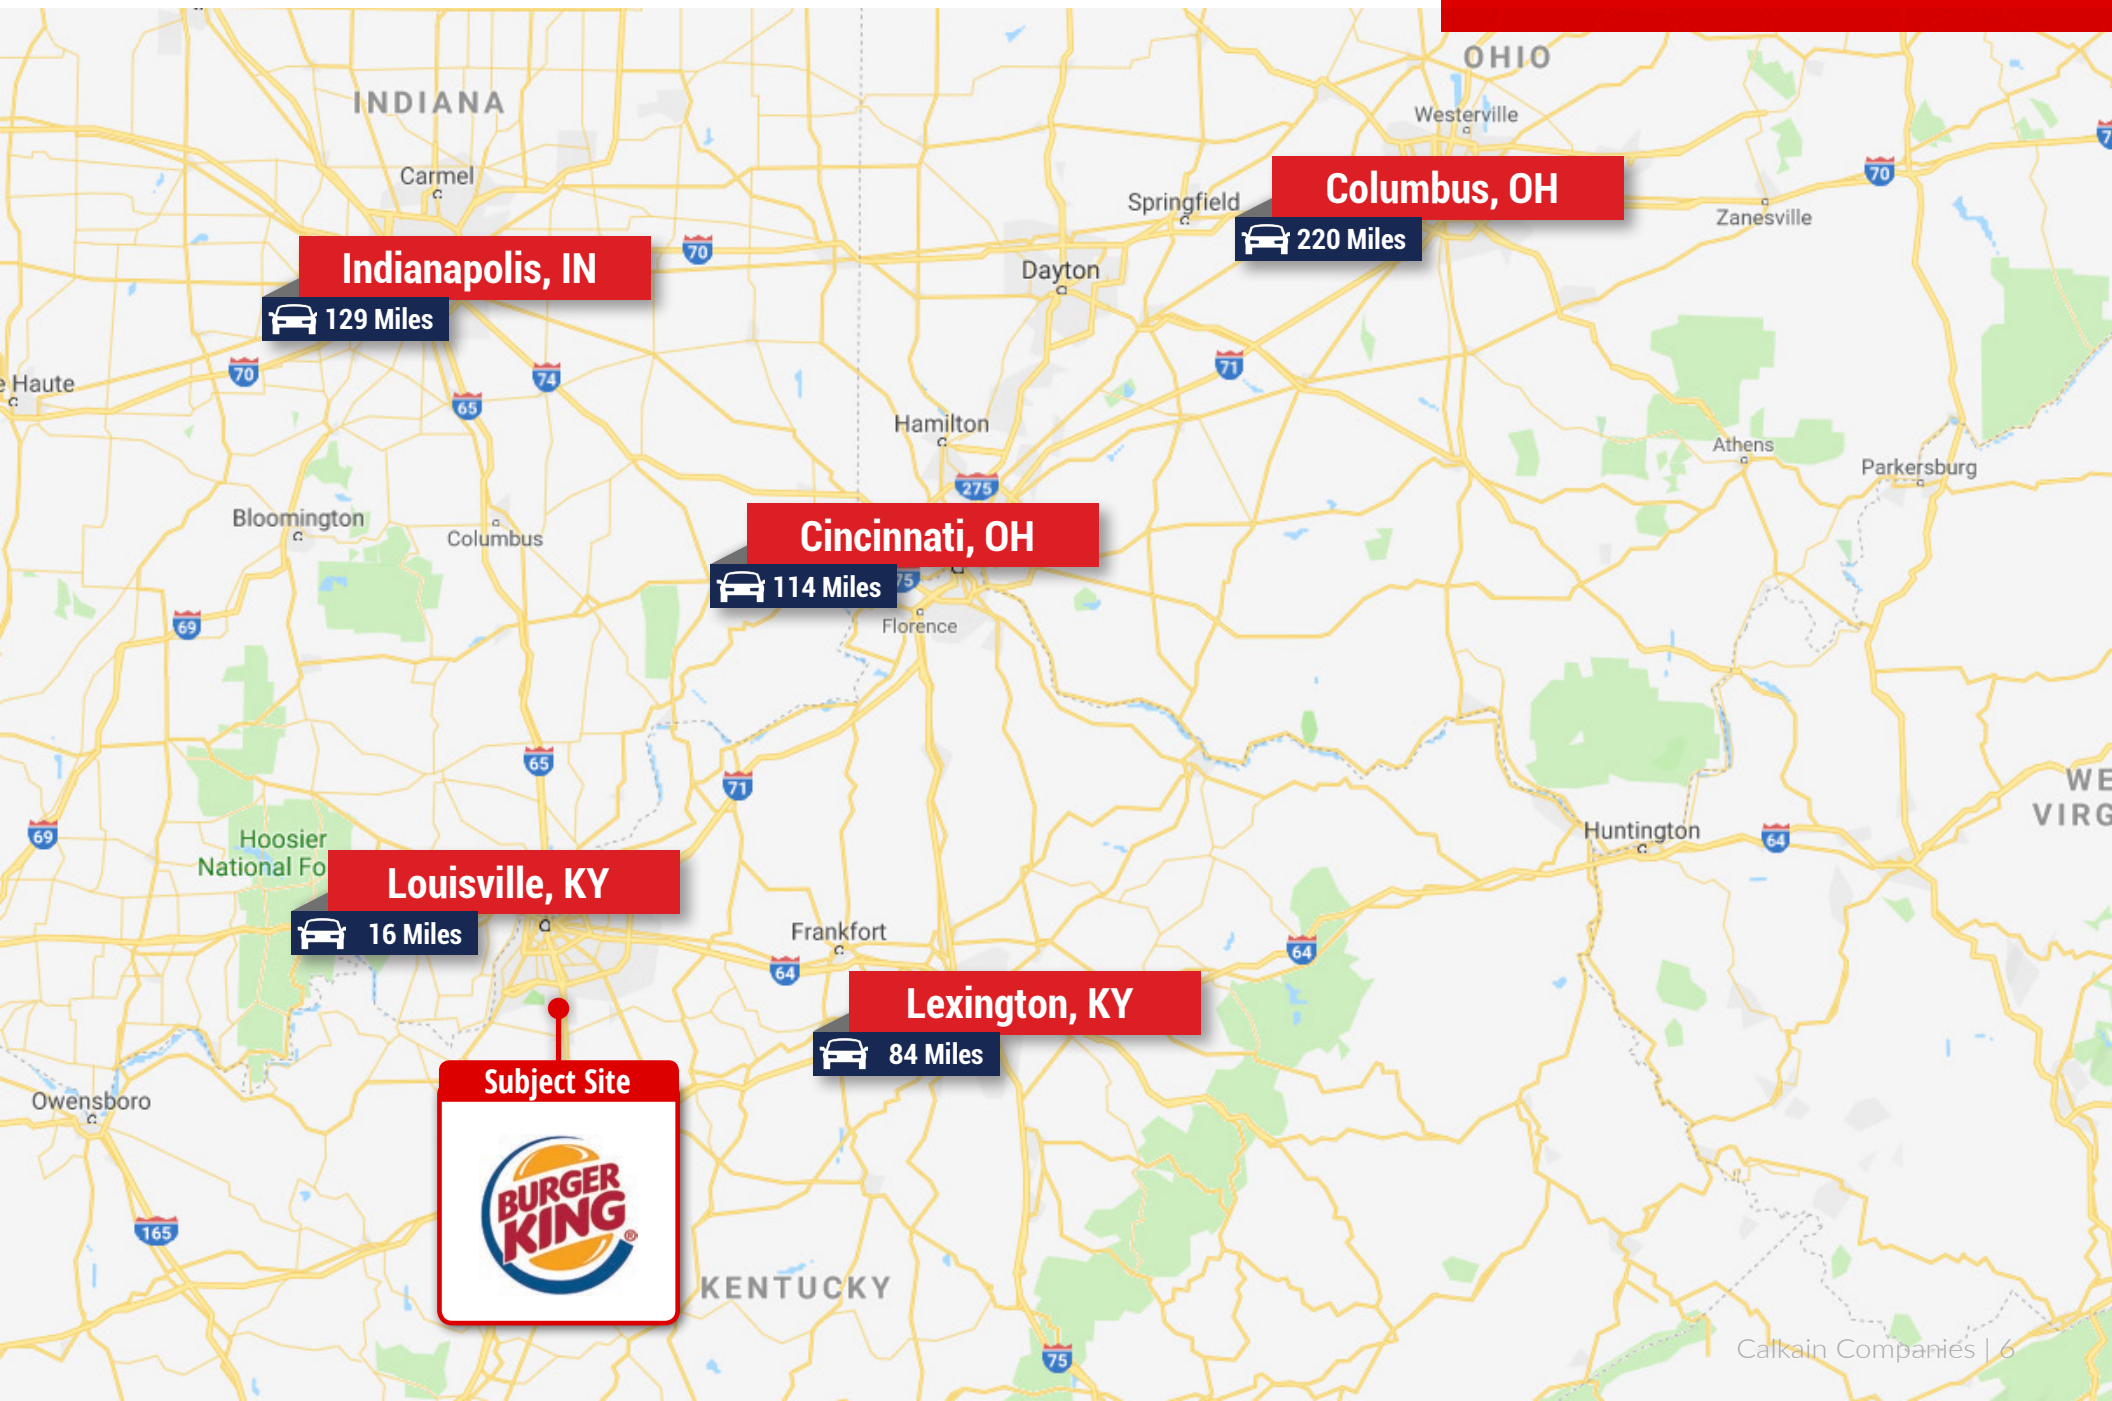 OHIO
INDIANA
Westerville
Carmel
70
Columbus, OH
Springfield
Zanesville
220 Miles
70
Indianapolis, IN
Dayton
129 Miles
70
74
71
e Haute
65
Hamilton
Athens
Parkersburg
275
Bloomington
Columbus
Cincinnati, OH
75
114 Miles
69
Florence
65
71
WE
VIRG
69
Hoosier
National Fo
Huntington
64
Louisville, KY
16 Miles
Frankfort
64
64
Lexington, KY
84 Miles
Subject Site
Owensboro
BURGER
KING
®
165
KENTUCKY
75
Calkain Companies | 6